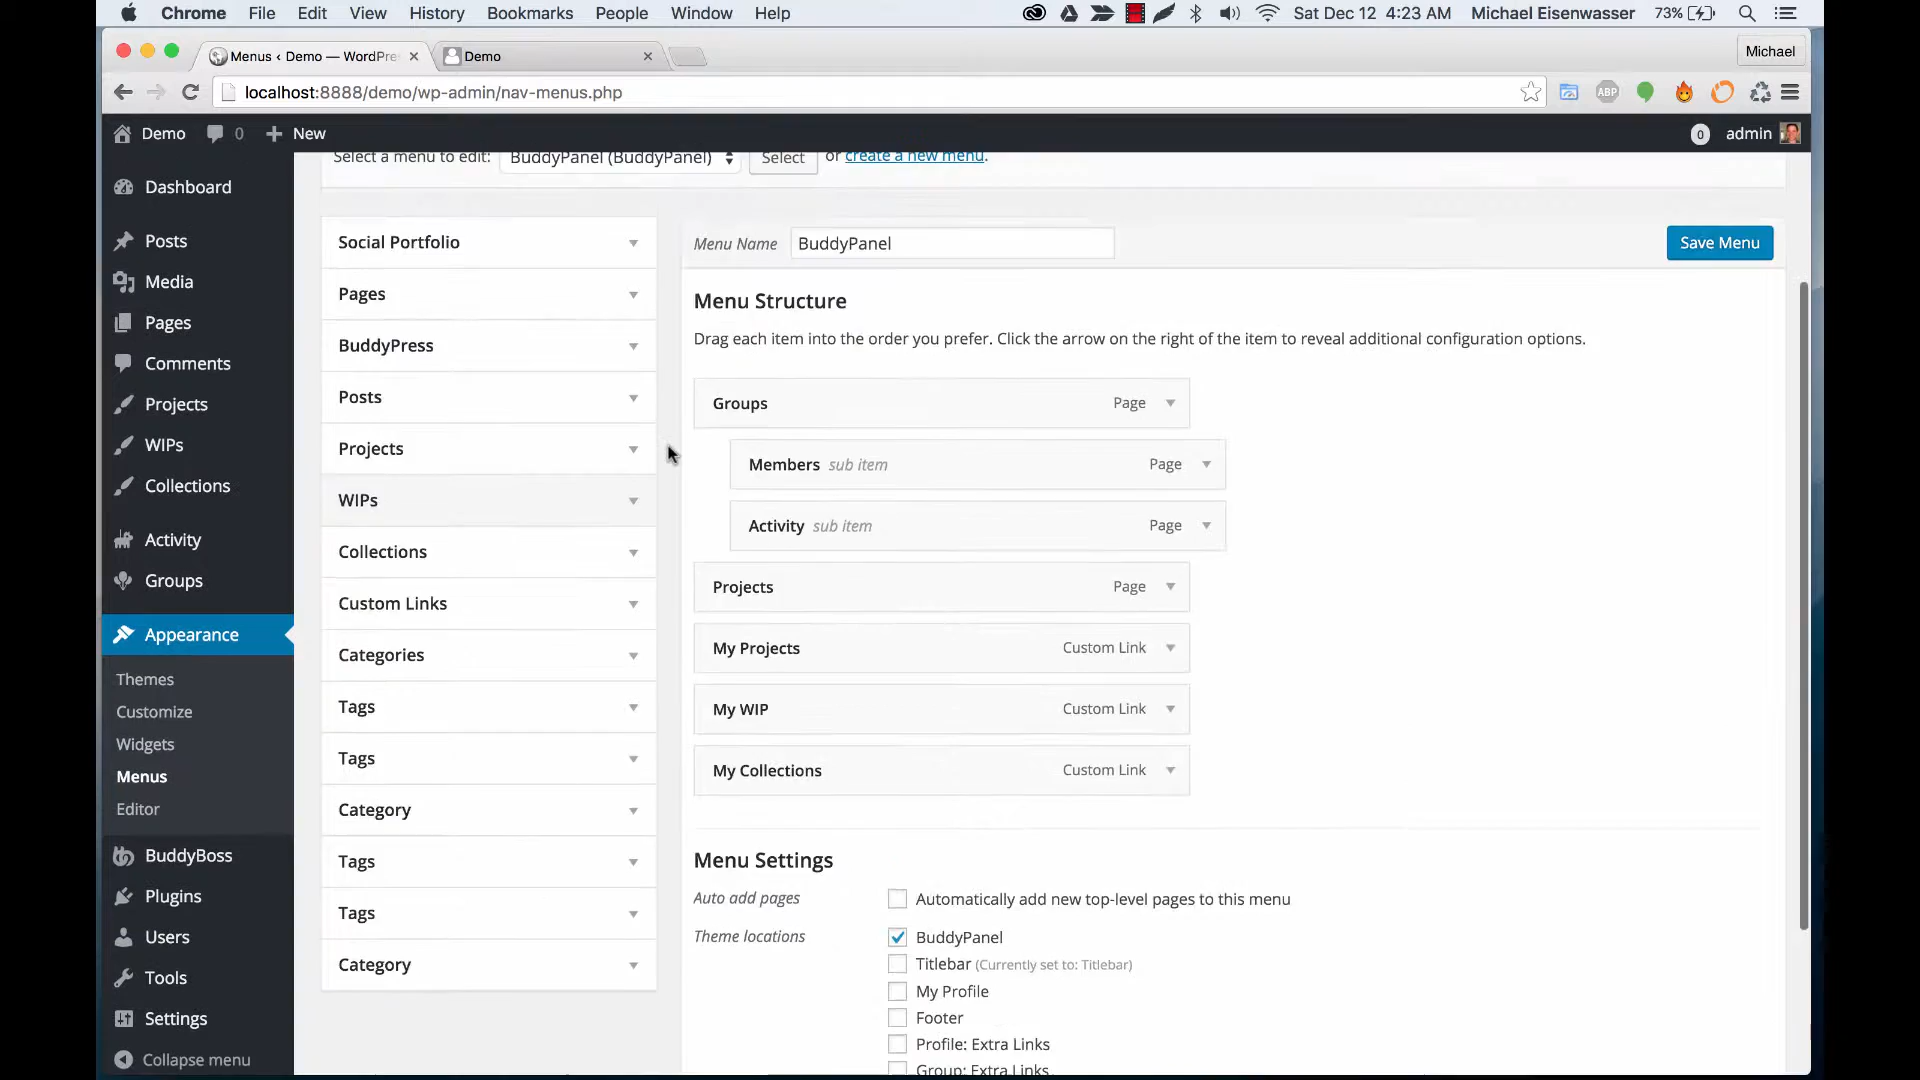 Chrome File Edit View History Bookmarks People Window Help Sat Dec 12 4:23 AM Michael Eisenwasser 73%
Menus ‹ Demo — WordPre Demo Michael
localhost:8888/demo/wp-admin/nav-menus.php ABP
Demo 0 New 0 admin
Select a menu to edit: BuddyPanel (BuddyPanel) Select or create a new menu.
Dashboard
Posts
Media
Pages
Comments
Projects
WIPs
Collections
Activity
Groups
Appearance
Themes
Customize
Widgets
Menus
Editor
BuddyBoss
Plugins
Users
Tools
Settings
Collapse menu
Social Portfolio
Pages
BuddyPress
Posts
Projects
WIPs
Collections
Custom Links
Categories
Tags
Tags
Category
Tags
Tags
Category
Menu Name BuddyPanel Save Menu
Menu Structure
Drag each item into the order you prefer. Click the arrow on the right of the item to reveal additional configuration options.
Groups Page
Members sub item Page
Activity sub item Page
Projects Page
My Projects Custom Link
My WIP Custom Link
My Collections Custom Link
Menu Settings
Auto add pages Automatically add new top-level pages to this menu
Theme locations BuddyPanel
Titlebar (Currently set to: Titlebar)
My Profile
Footer
Profile: Extra Links
Group: Extra Links